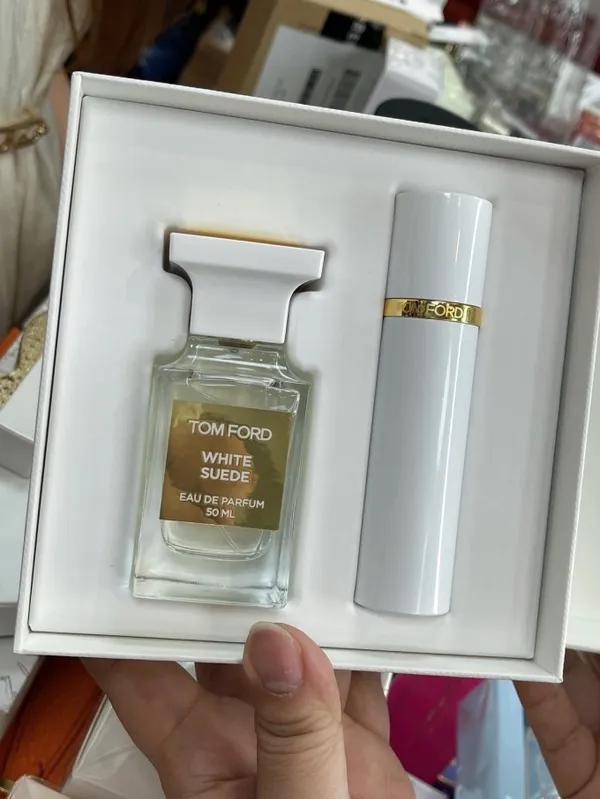 TOM FORD
WHITE
SUEDE
EAU DE PARFUM
50 ML
TOM FORD